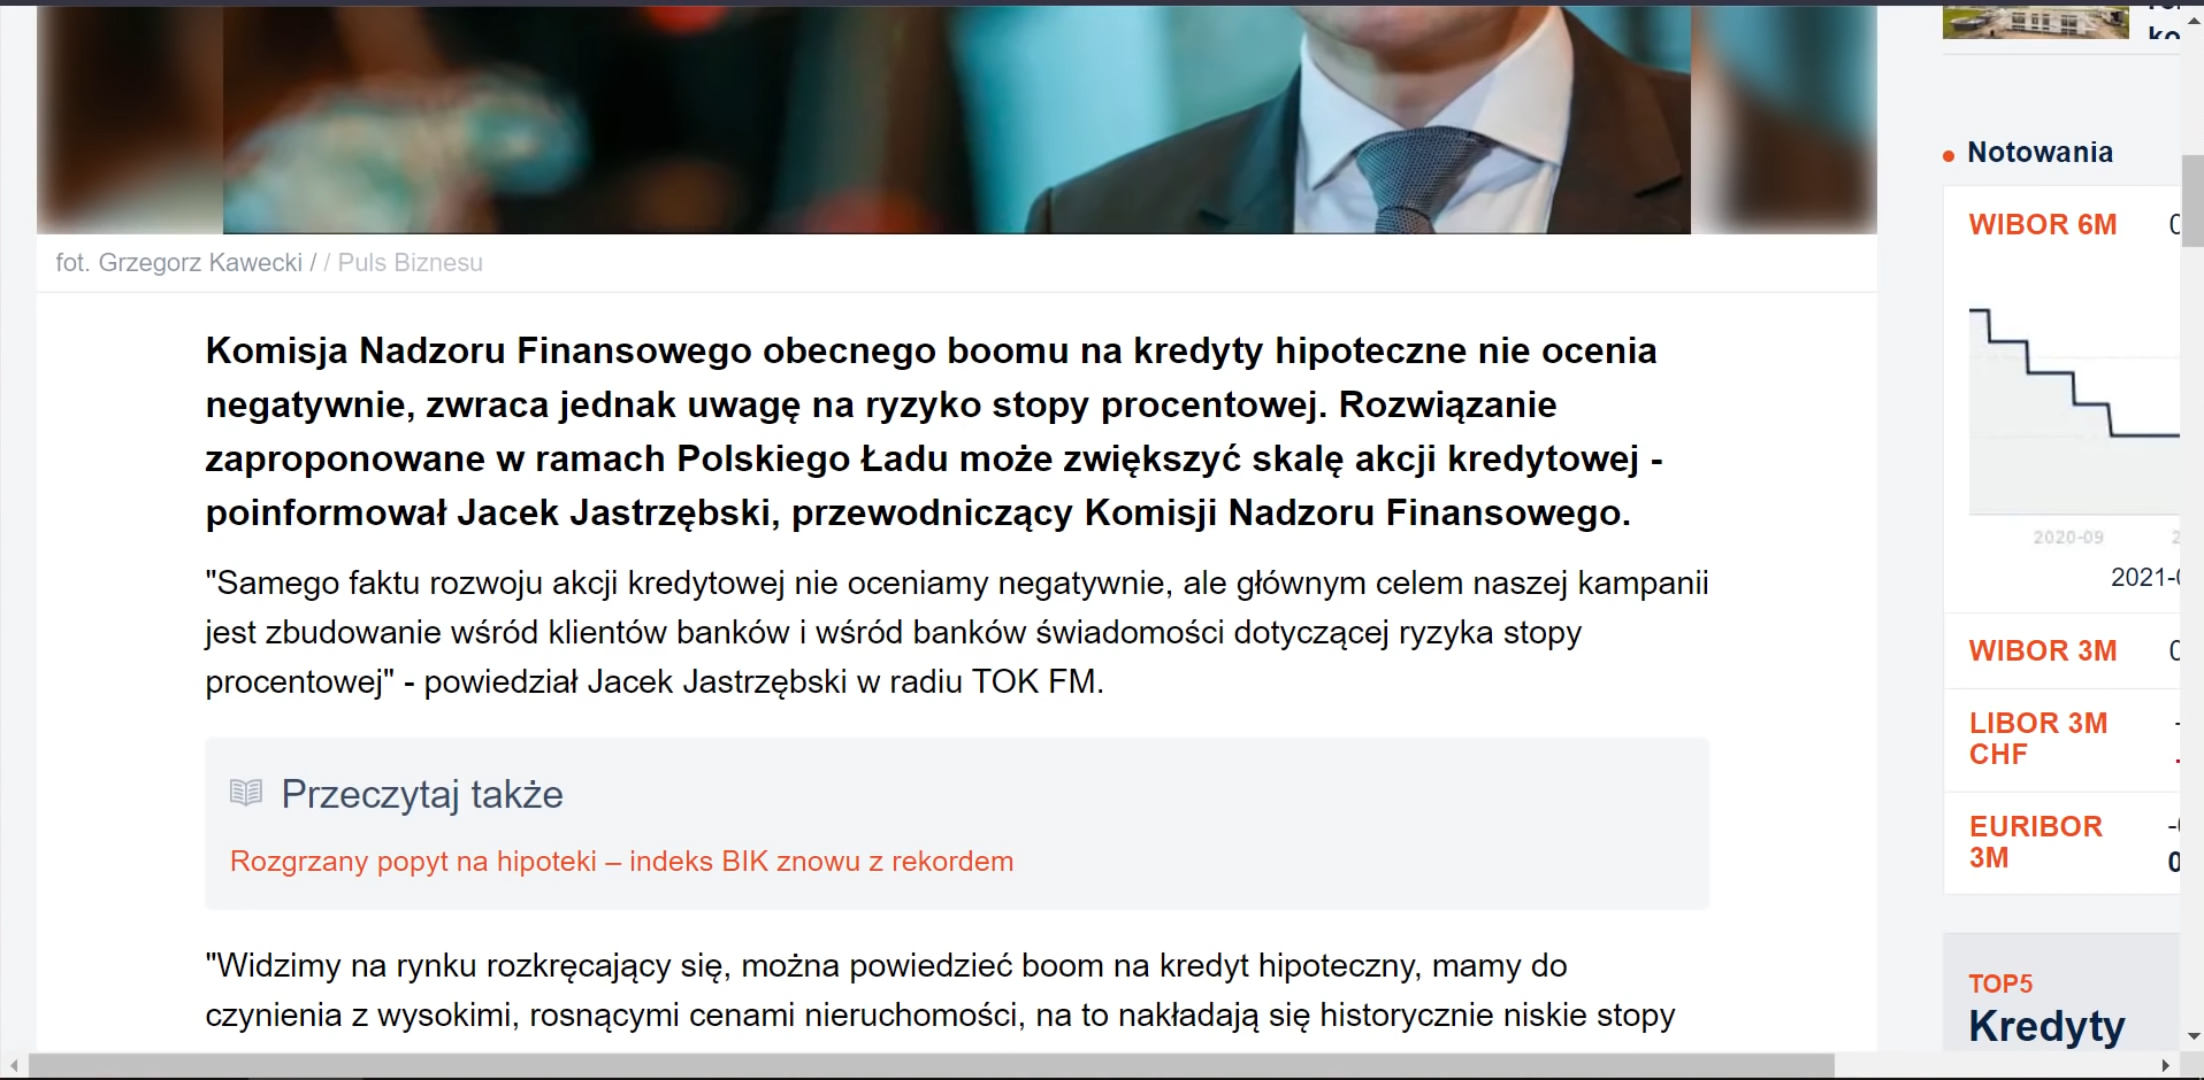 fot. Grzegorz Kawecki / / Puls Biznesu
Komisja Nadzoru Finansowego obecnego boomu na kredyty hipoteczne nie ocenia
negatywnie, zwraca jednak uwagę na ryzyko stopy procentowej. Rozwiązanie
zaproponowane w ramach Polskiego Ładu może zwiększyć skalę akcji kredytowej -
poinformował Jacek Jastrzębski, przewodniczący Komisji Nadzoru Finansowego.
"Samego faktu rozwoju akcji kredytowej nie oceniamy negatywnie, ale głównym celem naszej kampanii
jest zbudowanie wśród klientów banków i wśród banków świadomości dotyczącej ryzyka stopy
procentowej" - powiedział Jacek Jastrzębski w radiu TOK FM.
Przeczytaj także
Rozgrzany popyt na hipoteki – indeks BIK znowu z rekordem
"Widzimy na rynku rozkręcający się, można powiedzieć boom na kredyt hipoteczny, mamy do
czynienia z wysokimi, rosnącymi cenami nieruchomości, na to nakładają się historycznie niskie stopy
Notowania
WIBOR 6M
2020-09
WIBOR 3M
LIBOR 3M
CHF
EURIBOR
3M
TOP5
Kredyty